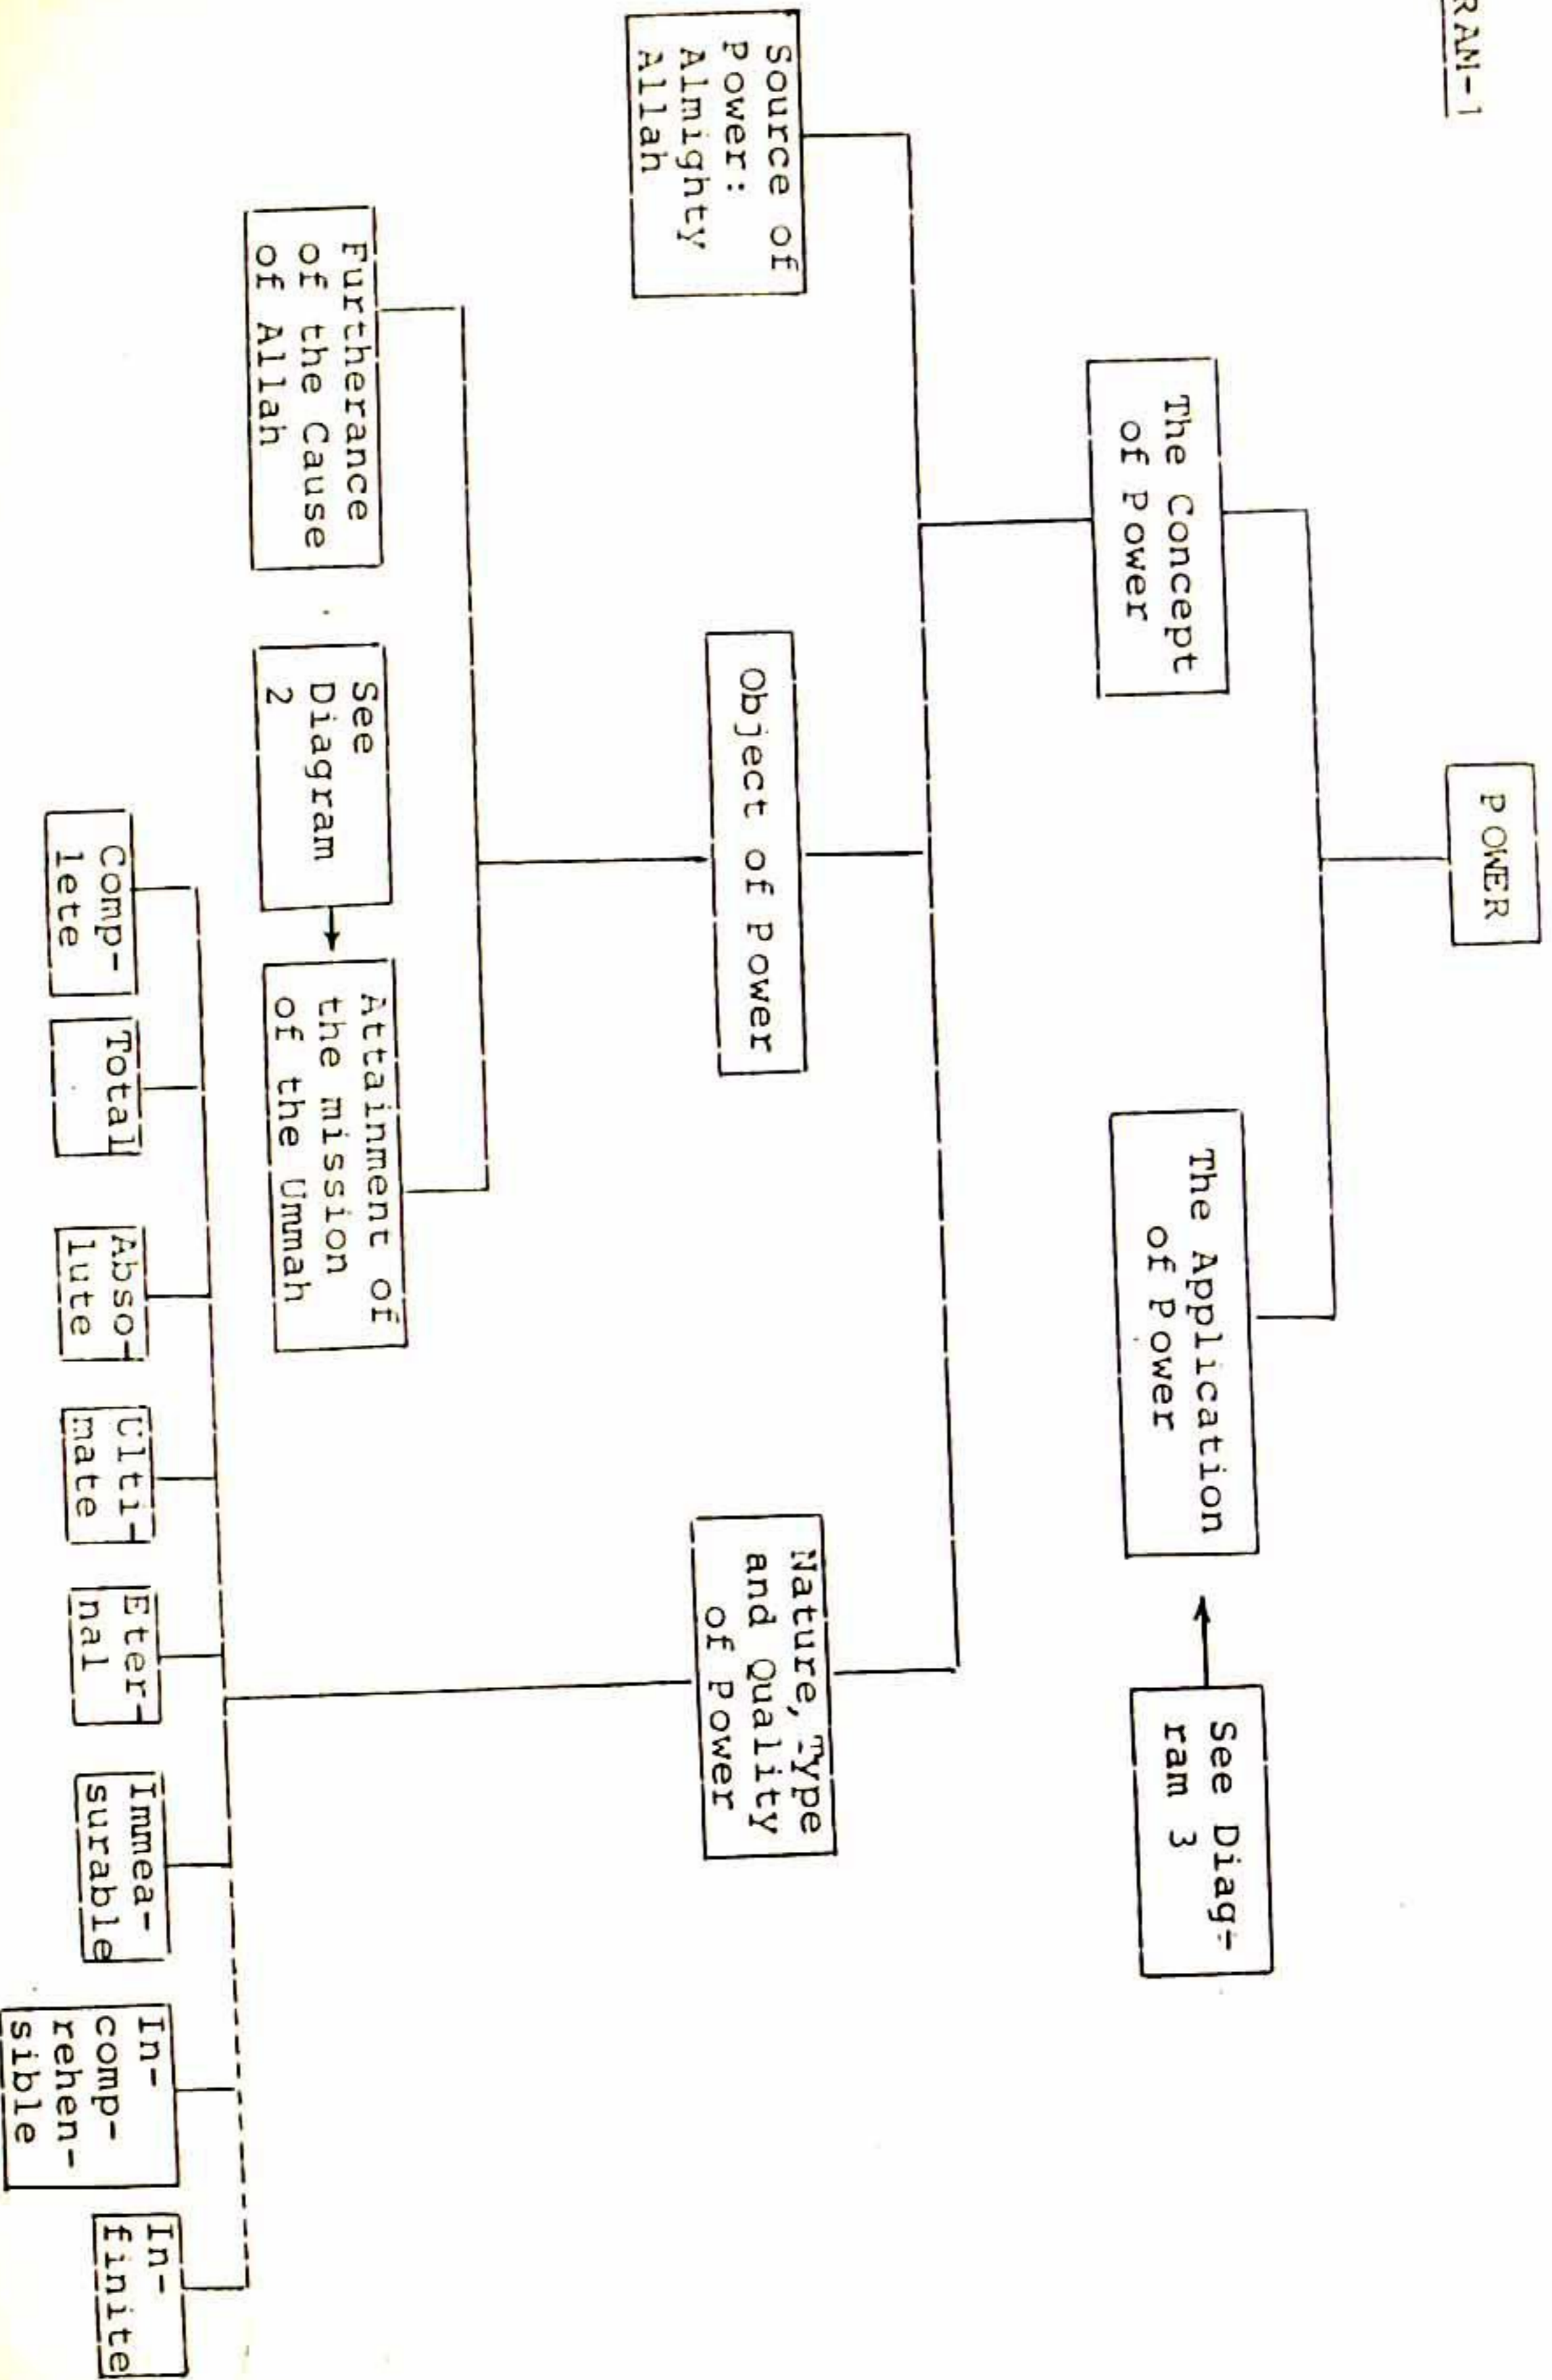 RAM-1
POWER
The Concept
of Power
The Application
of Power
See Diag-
ram 3
Source of
Power:
Almighty
Allah
Object of Power
Nature, Type
and Quality
of Power
Furtherance
of the Cause
of Allah
See
Diagram
2
Attainment of
the mission
of the Ummah
Comp-
lete
Total
Abso-
lute
Ulti-
mate
Eter-
nal
Immea-
surable
In-
comp-
rehen-
sible
In-
finite